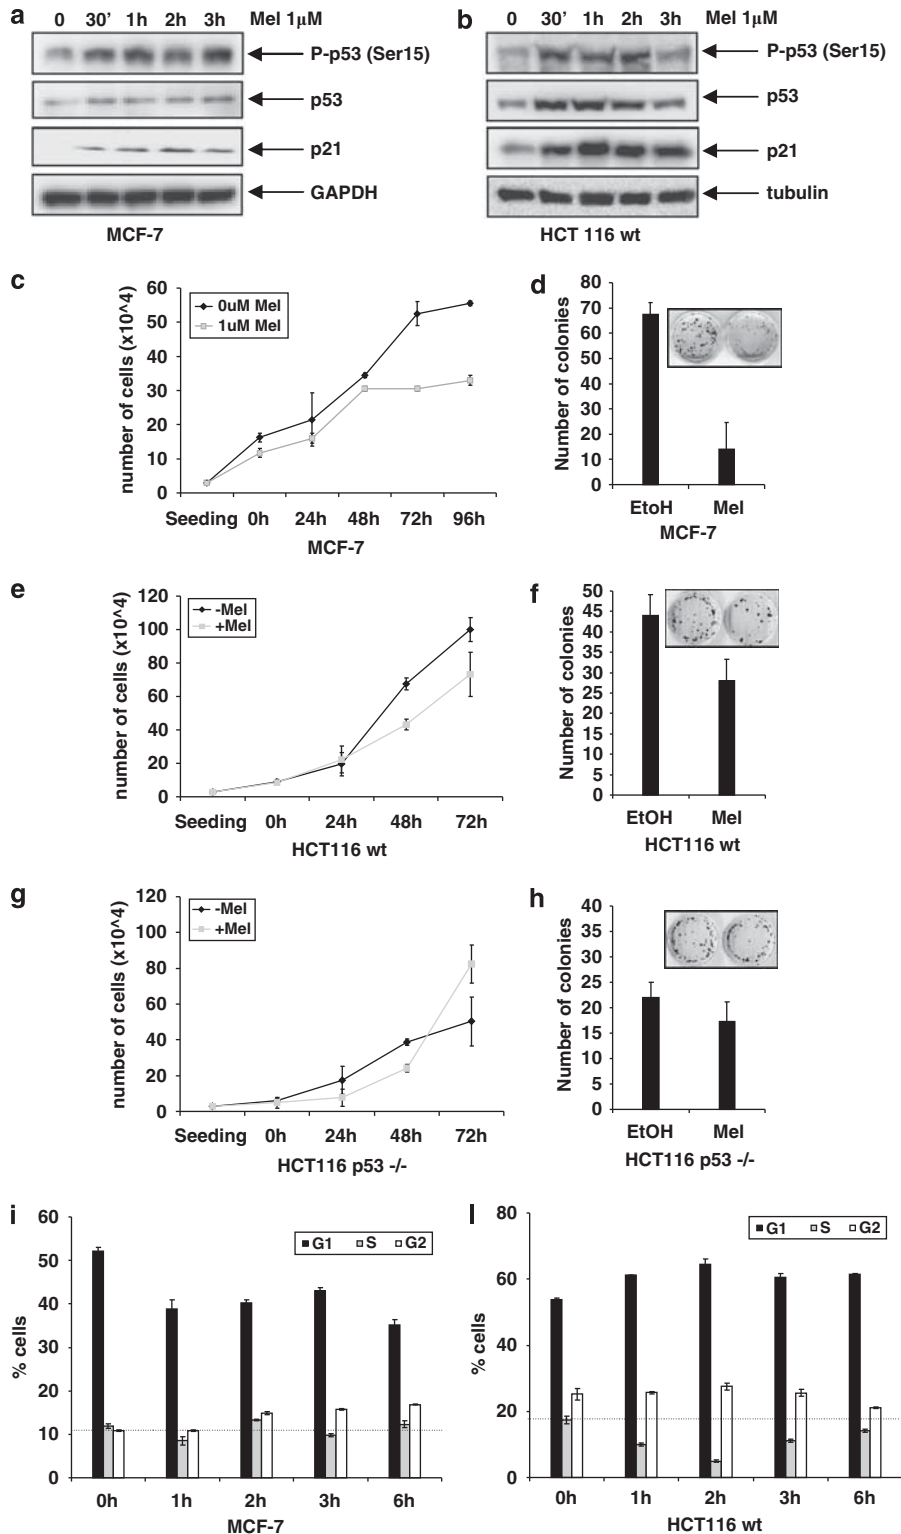 a
0 30’ 1h 2h 3h Mel 1μM
P-p53 (Ser15)
p53
p21
GAPDH
MCF-7
b
0 30’ 1h 2h 3h Mel 1μM
P-p53 (Ser15)
p53
p21
tubulin
HCT 116 wt
c
number of cells (x10^4)
60
50
40
30
20
10
0
0uM Mel
1uM Mel
Seeding 0h 24h 48h 72h 96h
MCF-7
d
Number of colonies
80
70
60
50
40
30
20
10
0
EtoH Mel
MCF-7
e
number of cells (x10^4)
120
100
80
60
40
20
0
-Mel
+Mel
Seeding 0h 24h 48h 72h
HCT116 wt
f
Number of colonies
50
45
40
35
30
25
20
15
10
5
0
EtOH Mel
HCT116 wt
g
number of cells (x10^4)
120
100
80
60
40
20
0
-Mel
+Mel
Seeding 0h 24h 48h 72h
HCT116 p53 -/-
h
Number of colonies
40
35
30
25
20
15
10
5
0
EtOH Mel
HCT116 p53 -/-
i
% cells
60
50
40
30
20
10
0
G1 S G2
0h 1h 2h 3h 6h
MCF-7
l
% cells
80
60
40
20
0
G1 S G2
0h 1h 2h 3h 6h
HCT116 wt